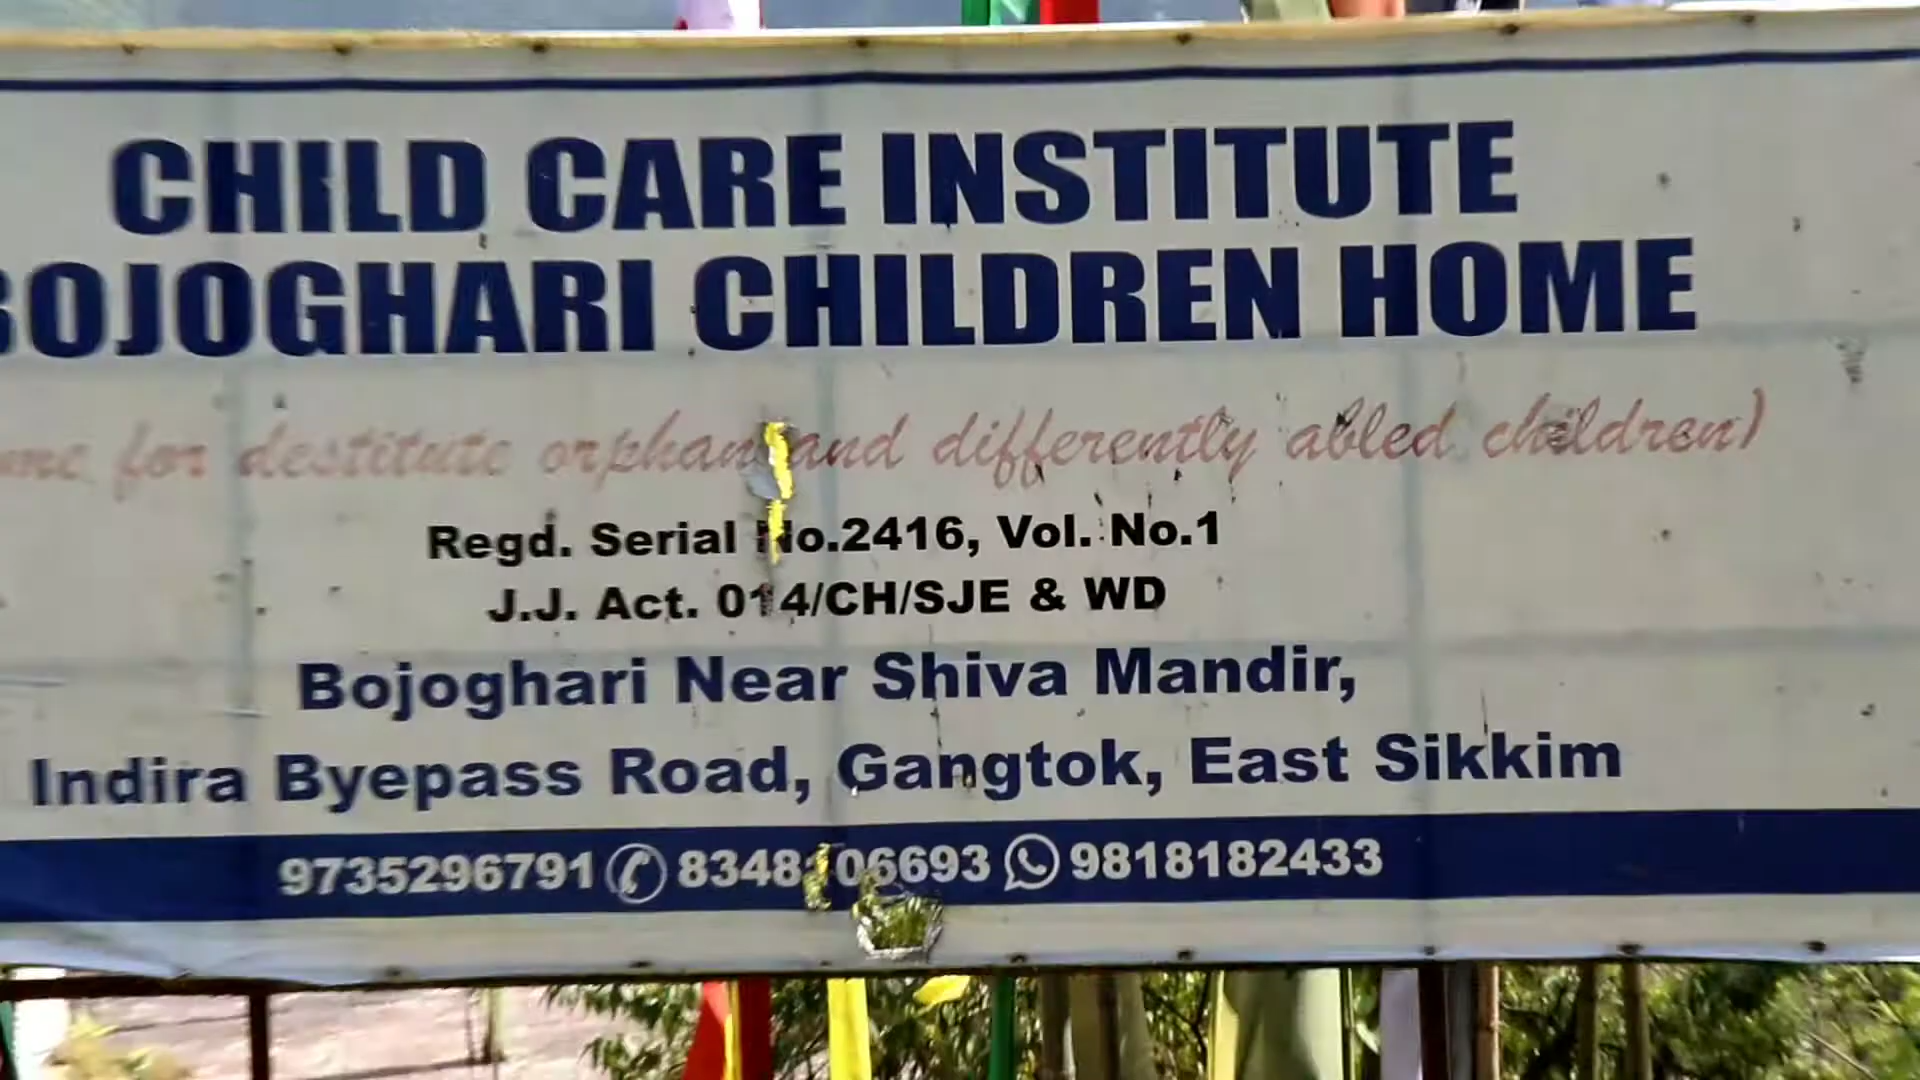 CHILD CARE INSTITUTE
BOJOGHARI CHILDREN HOME
for destitute orphan and differently abled children)
Regd. Serial No.2416, Vol. No.1
J.J. Act. 014/CH/SJE & WD
Bojoghari Near Shiva Mandir,
Indira Byepass Road, Gangtok, East Sikkim
9735296791 9818182433